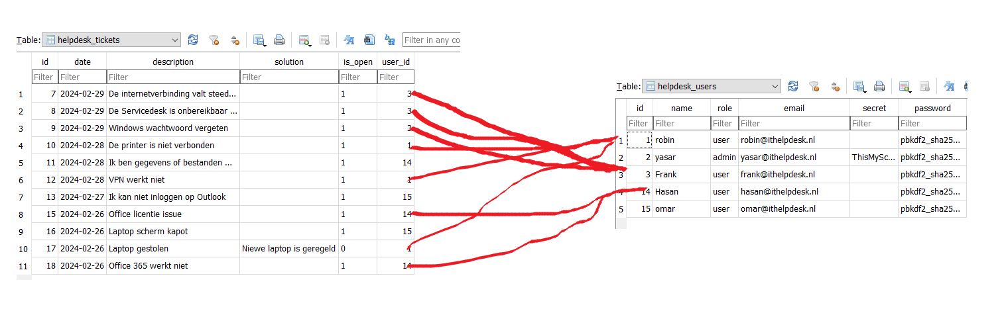 Table: helpdesk_tickets Filter in any co
id date description solution is_open user_id
Filter Filter Filter Filter Filter Filter
1 7 2024-02-29 De internetverbinding valt steed... 1 3
2 8 2024-02-29 De Servicedesk is onbereikbaar ... 1 3
3 9 2024-02-29 Windows wachtwoord vergeten 1 3
4 10 2024-02-28 De printer is niet verbonden 1 1
5 11 2024-02-28 Ik ben gegevens of bestanden ... 1 14
6 12 2024-02-28 VPN werkt niet 1 1
7 13 2024-02-27 Ik kan niet inloggen op Outlook 1 15
8 15 2024-02-26 Office licentie issue 1 14
9 16 2024-02-26 Laptop scherm kapot 1 15
10 17 2024-02-26 Laptop gestolen Niewe laptop is geregeld 0 1
11 18 2024-02-26 Office 365 werkt niet 1 14
Table: helpdesk_users
id name role email secret password
Filter Filter Filter Filter Filter Filter
1 1 robin user robin@ithelpdesk.nl pbkdf2_sha25...
2 2 yasar admin yasar@ithelpdesk.nl ThisMySc... pbkdf2_sha25...
3 3 Frank user frank@ithelpdesk.nl pbkdf2_sha25...
4 14 Hasan user hasan@ithelpdesk.nl pbkdf2_sha25...
5 15 omar user omar@ithelpdesk.nl pbkdf2_sha25...